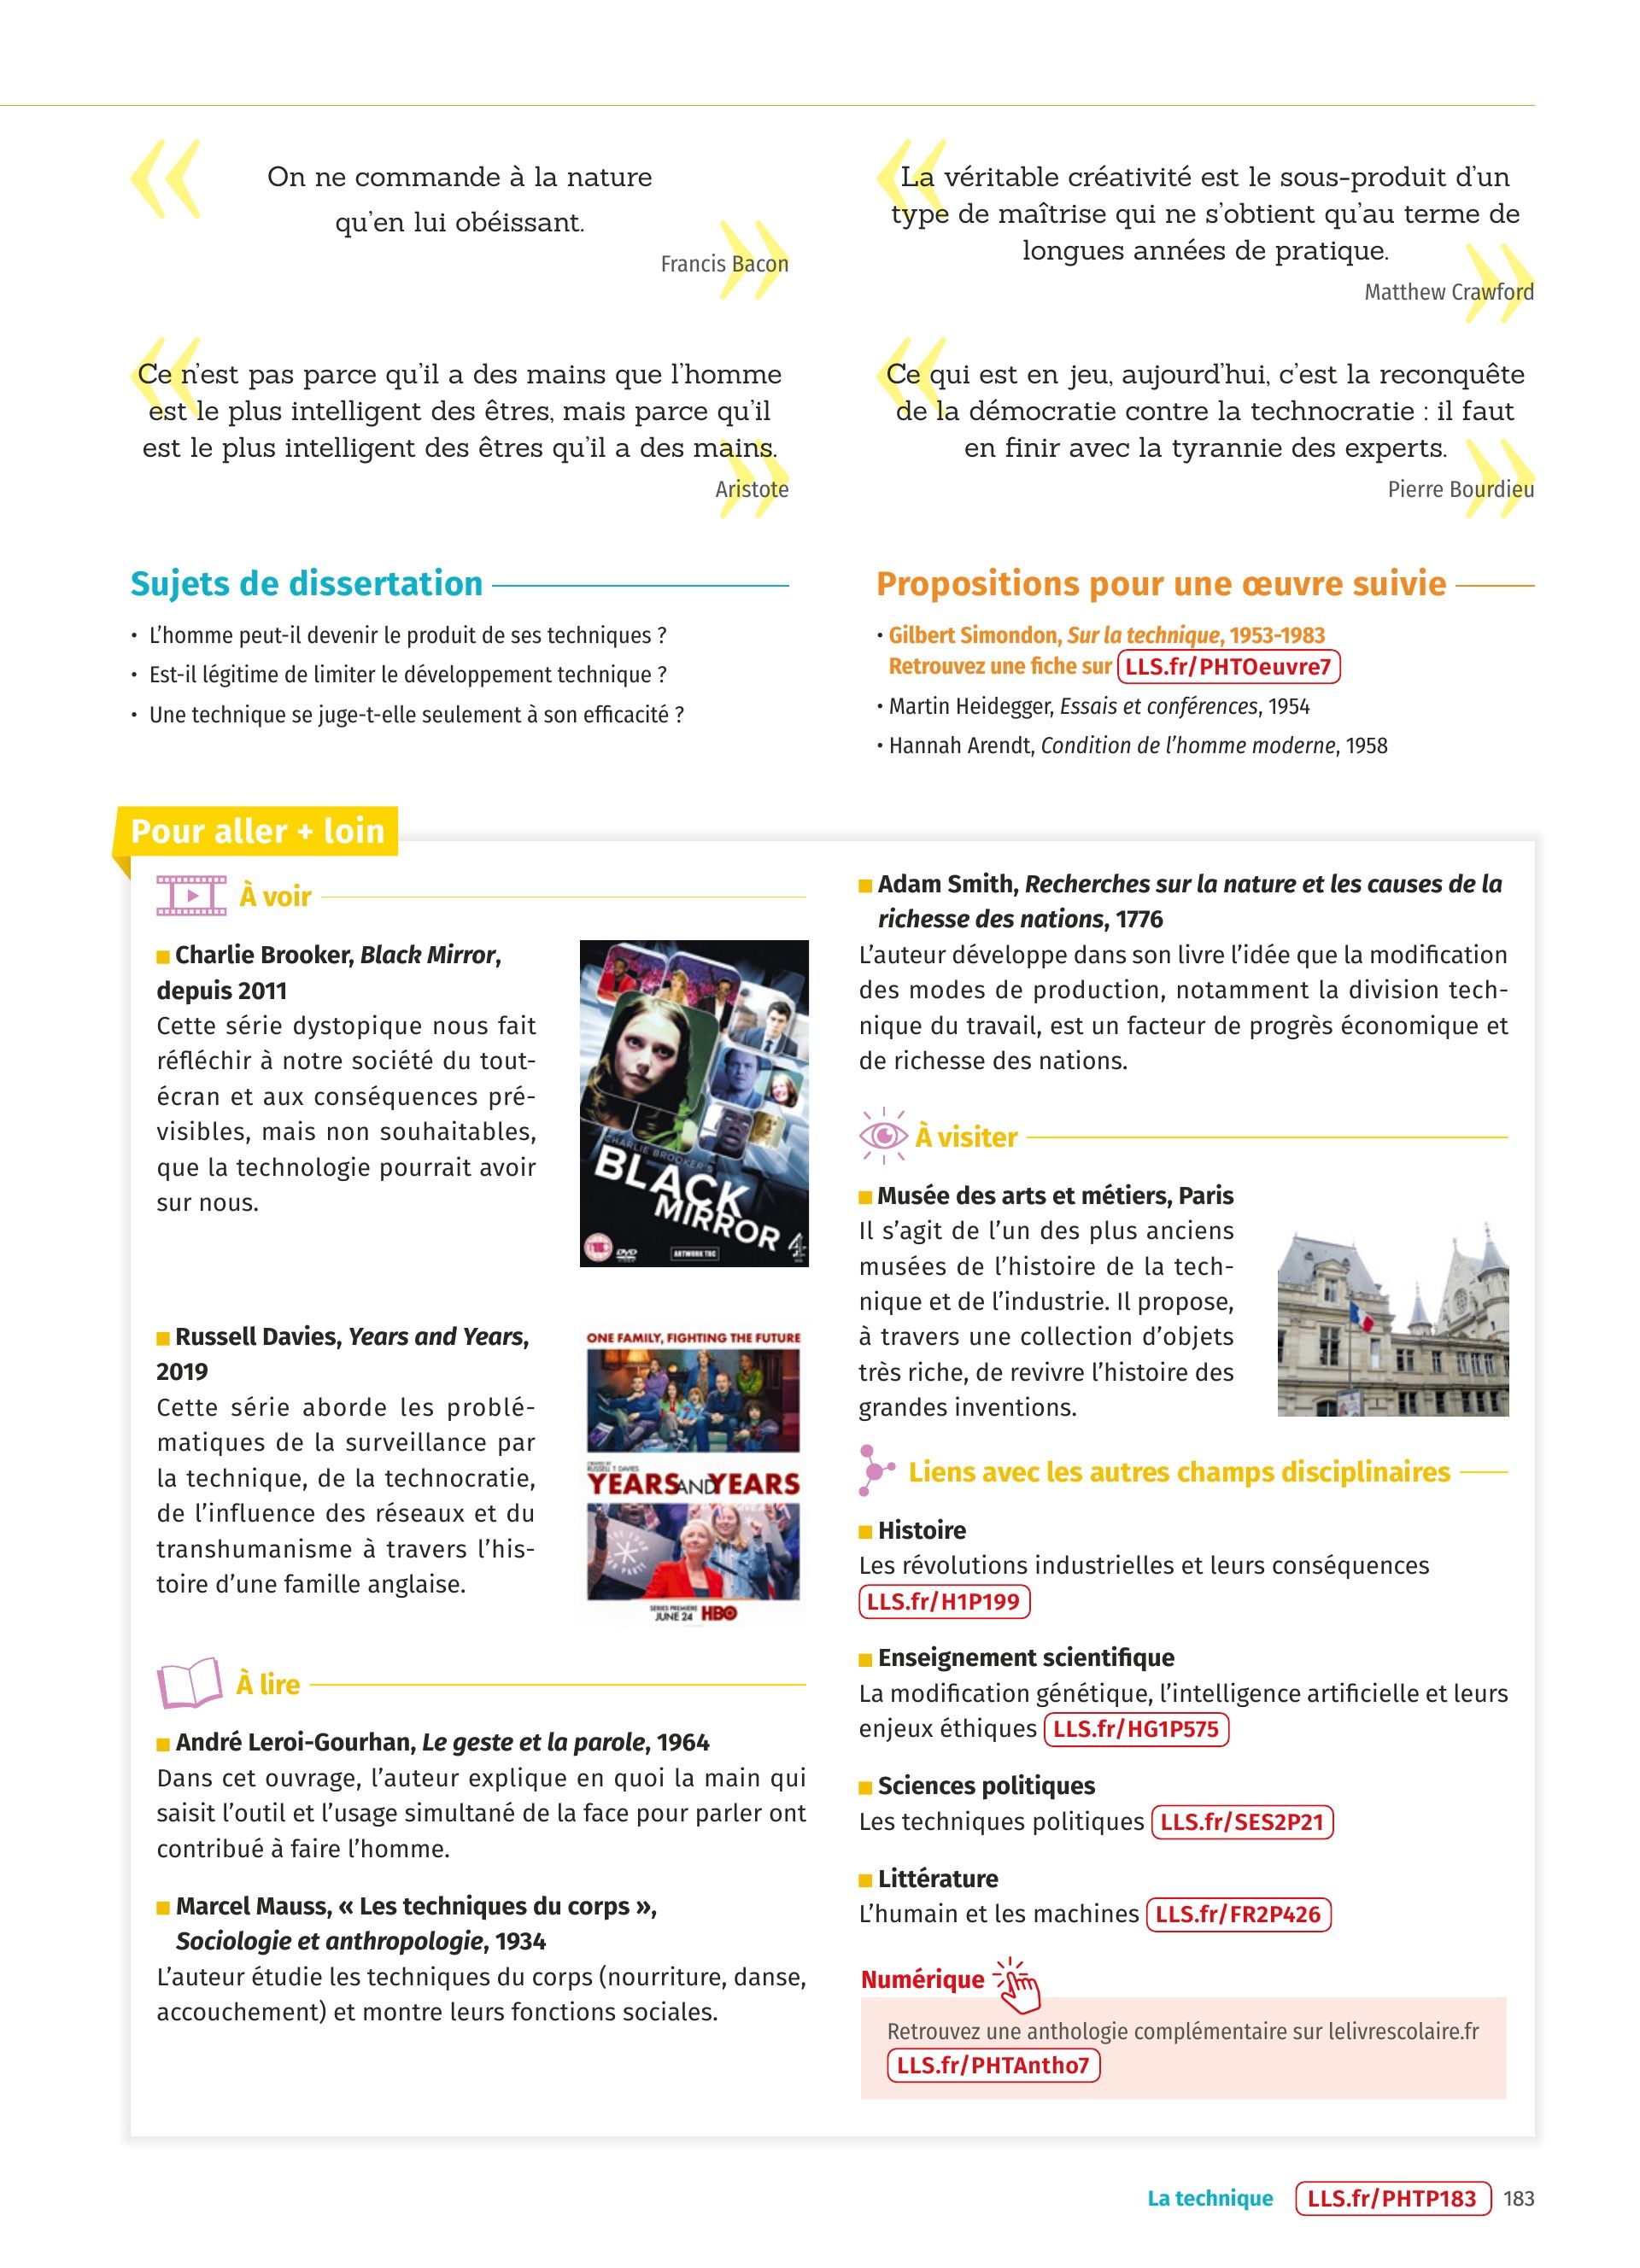 On ne commande à la nature
qu'en lui obéissant.
Francis Bacon
La véritable créativité est le sous-produit d'un
type de maîtrise qui ne s'obtient qu'au terme de
longues années de pratique.
Matthew Crawford
Ce n'est pas parce qu'il a des mains que l'homme
est le plus intelligent des êtres, mais parce qu'il
est le plus intelligent des êtres qu'il a des mains.
Aristote
Ce qui est en jeu, aujourd'hui, c'est la reconquête
de la démocratie contre la technocratie : il faut
en finir avec la tyrannie des experts.
Pierre Bourdieu
Sujets de dissertation
• L'homme peut-il devenir le produit de ses techniques ?
• Est-il légitime de limiter le développement technique ?
• Une technique se juge-t-elle seulement à son efficacité ?
Propositions pour une œuvre suivie
• Gilbert Simondon, Sur la technique, 1953-1983
Retrouvez une fiche sur LLS.fr/PHTOeuvre7
• Martin Heidegger, Essais et conférences, 1954
• Hannah Arendt, Condition de l'homme moderne, 1958
Pour aller + loin
À voir
Charlie Brooker, Black Mirror,
depuis 2011
Cette série dystopique nous fait
réfléchir à notre société du tout-
écran et aux conséquences pré-
visibles, mais non souhaitables,
que la technologie pourrait avoir
sur nous.
CHARLIE BROOKER'S
BLACK
MIRROR
4
DVD
ARTWORK TBC
Russell Davies, Years and Years,
2019
Cette série aborde les problé-
matiques de la surveillance par
la technique, de la technocratie,
de l'influence des réseaux et du
transhumanisme à travers l'his-
toire d'une famille anglaise.
ONE FAMILY, FIGHTING THE FUTURE
CREATED BY
RUSSELL T DAVIES
YEARS AND YEARS
SERIES PREMIERE
JUNE 24 HBO
À lire
André Leroi-Gourhan, Le geste et la parole, 1964
Dans cet ouvrage, l'auteur explique en quoi la main qui
saisit l'outil et l'usage simultané de la face pour parler ont
contribué à faire l'homme.
Marcel Mauss, « Les techniques du corps »,
Sociologie et anthropologie, 1934
L'auteur étudie les techniques du corps (nourriture, danse,
accouchement) et montre leurs fonctions sociales.
Adam Smith, Recherches sur la nature et les causes de la
richesse des nations, 1776
L'auteur développe dans son livre l'idée que la modification
des modes de production, notamment la division tech-
nique du travail, est un facteur de progrès économique et
de richesse des nations.
À visiter
Musée des arts et métiers, Paris
Il s'agit de l'un des plus anciens
musées de l'histoire de la tech-
nique et de l'industrie. Il propose,
à travers une collection d'objets
très riche, de revivre l'histoire des
grandes inventions.
Liens avec les autres champs disciplinaires
Histoire
Les révolutions industrielles et leurs conséquences
LLS.fr/H1P199
Enseignement scientifique
La modification génétique, l'intelligence artificielle et leurs
enjeux éthiques LLS.fr/HG1P575
Sciences politiques
Les techniques politiques LLS.fr/SES2P21
Littérature
L'humain et les machines LLS.fr/FR2P426
Numérique
Retrouvez une anthologie complémentaire sur lelivrescolaire.fr
LLS.fr/PHTAntho7
La technique LLS.fr/PHTP183 183